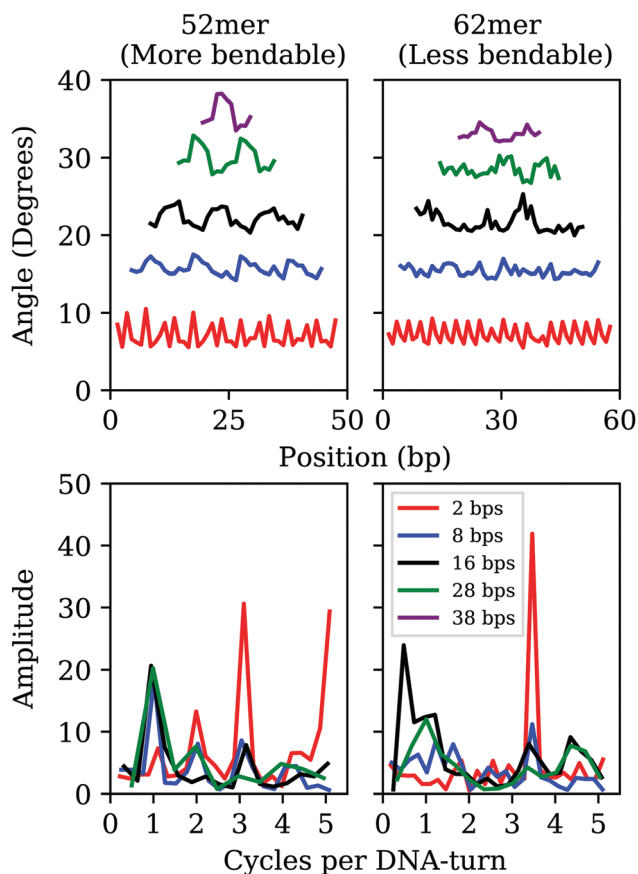 52mer
(More bendable)
62mer
(Less bendable)
Angle (Degrees)
40
30
20
10
0
0 25 50
0 30 60
Position (bp)
Amplitude
50
40
30
20
10
0
2 bps
8 bps
16 bps
28 bps
38 bps
0 1 2 3 4 5
0 1 2 3 4 5
Cycles per DNA-turn